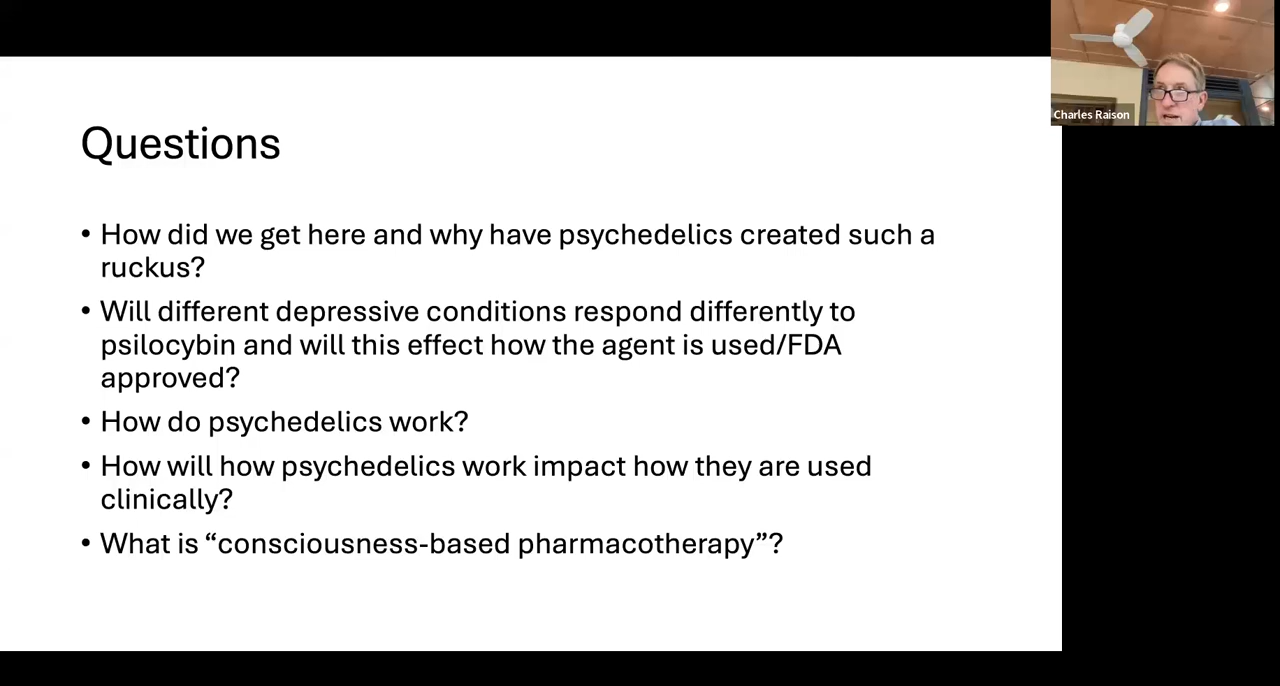 Questions
• How did we get here and why have psychedelics created such a
ruckus?
• Will different depressive conditions respond differently to
psilocybin and will this effect how the agent is used/FDA
approved?
• How do psychedelics work?
• How will how psychedelics work impact how they are used
clinically?
• What is “consciousness-based pharmacotherapy”?
Charles Raison